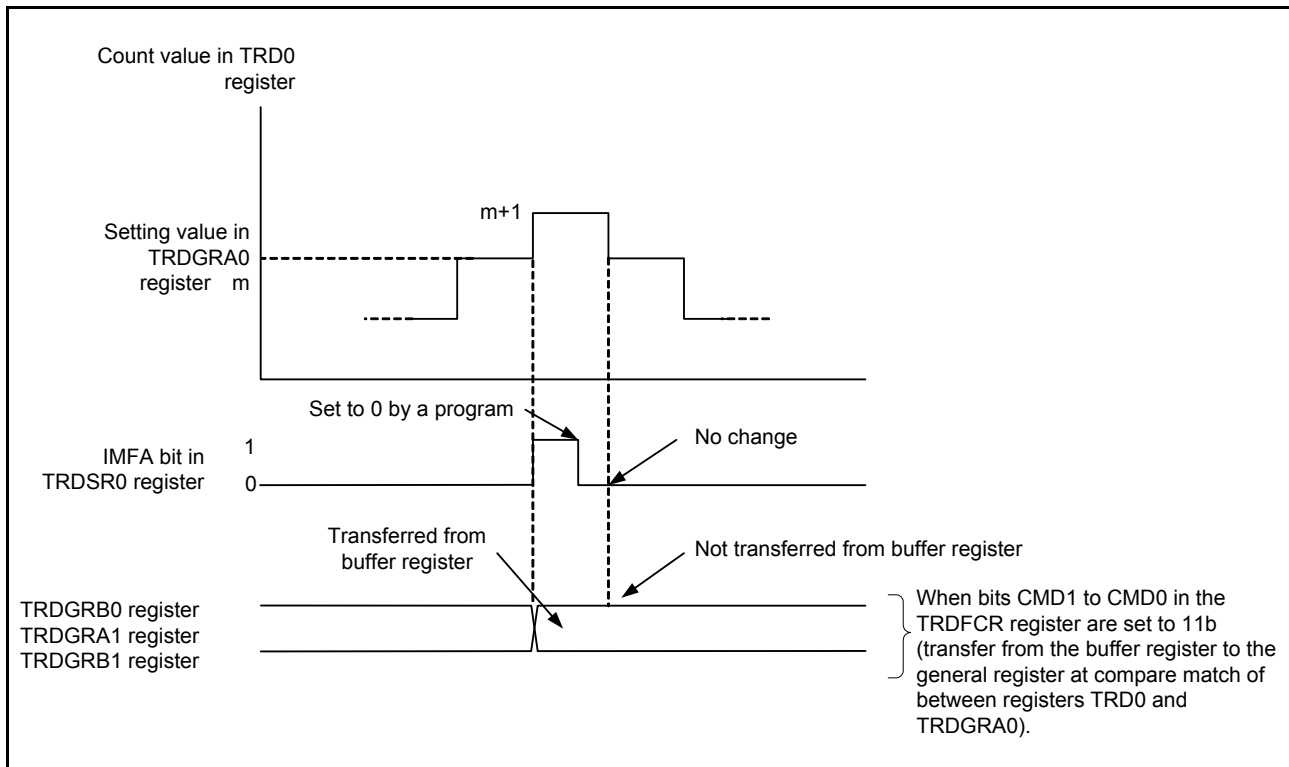 Count value in TRD0
register
m+1
Setting value in
TRDGRA0
register m
Set to 0 by a program
No change
1
IMFA bit in
TRDSR0 register
0
Transferred from
buffer register
Not transferred from buffer register
TRDGRB0 register
TRDGRA1 register
TRDGRB1 register
When bits CMD1 to CMD0 in the
TRDFCR register are set to 11b
(transfer from the buffer register to the
general register at compare match of
between registers TRD0 and
TRDGRA0).